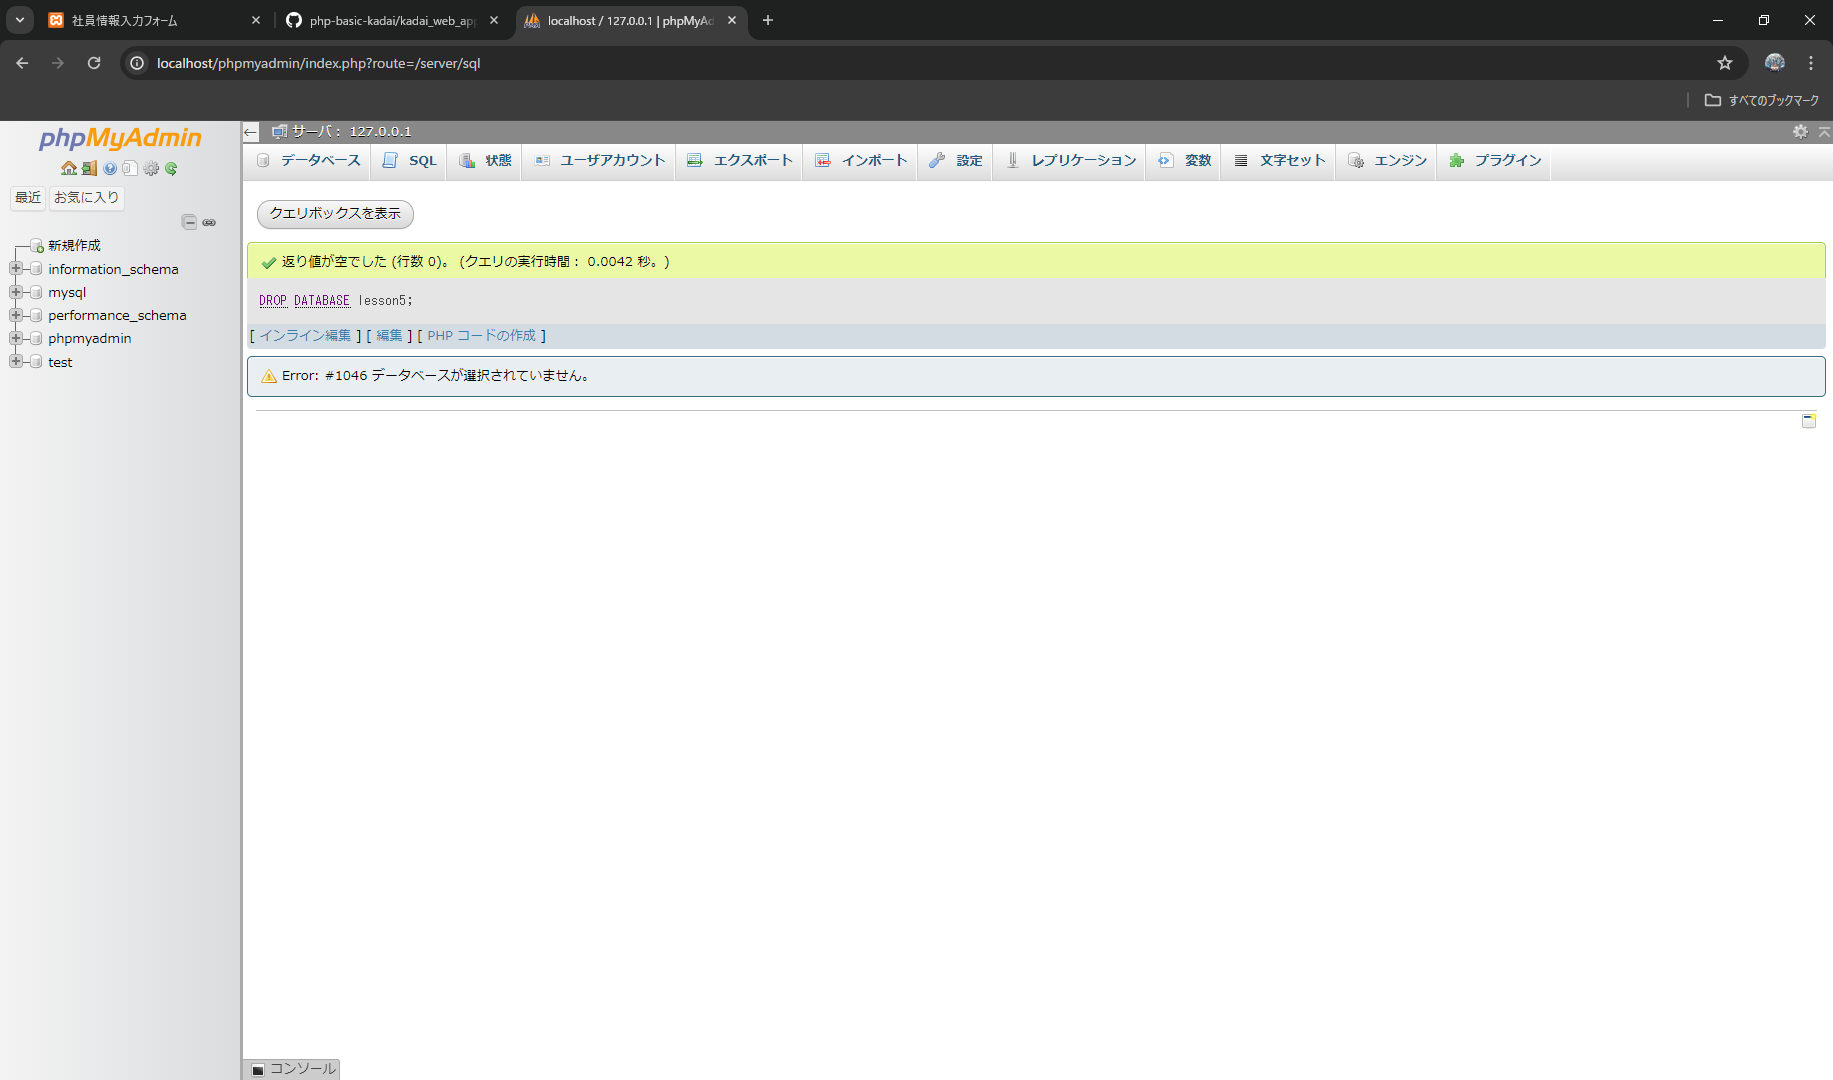 社員情報入力フォーム
php-basic-kadai/kadai_web_app
localhost / 127.0.0.1 | phpMyAd
localhost/phpmyadmin/index.php?route=/server/sql
すべてのブックマーク
phpMyAdmin
最近 お気に入り
新規作成
information_schema
mysql
performance_schema
phpmyadmin
test
サーバ: 127.0.0.1
データベース SQL 状態 ユーザアカウント エクスポート インポート 設定 レプリケーション 変数 文字セット エンジン プラグイン
クエリボックスを表示
返り値が空でした (行数 0)。 (クエリの実行時間: 0.0042 秒。)
DROP DATABASE lesson5;
[ インライン編集 ] [ 編集 ] [ PHP コードの作成 ]
Error: #1046 データベースが選択されていません。
コンソール